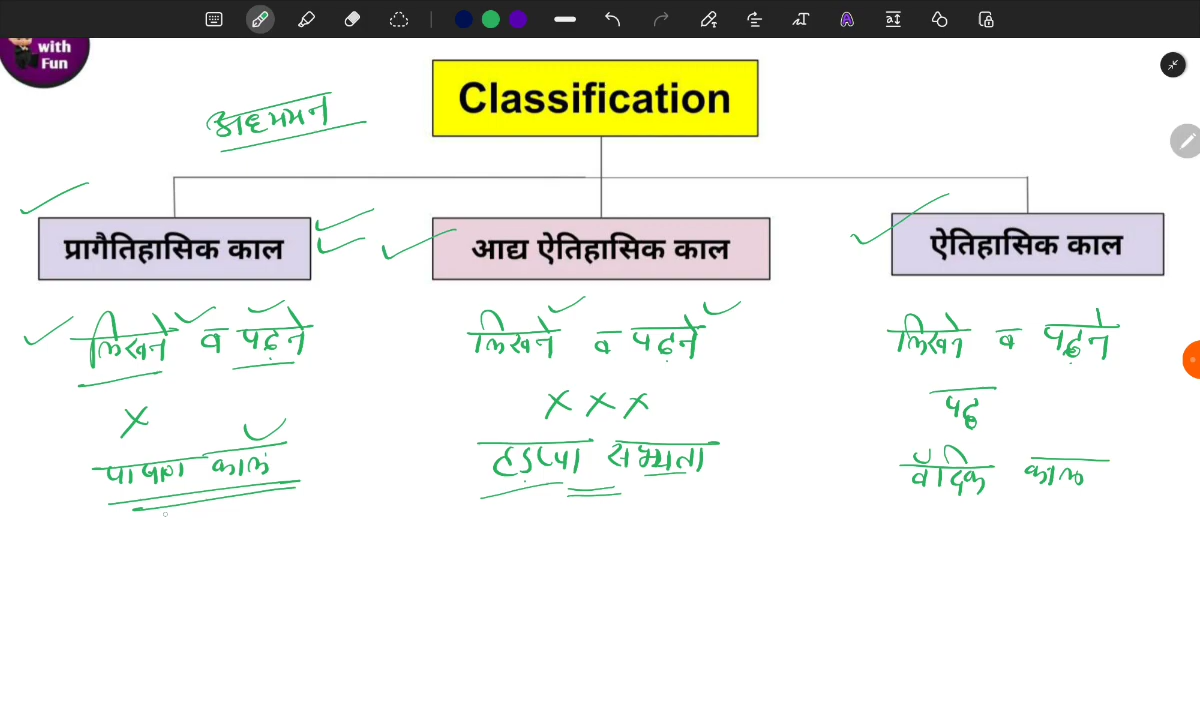 with
Fun
Classification
अध्ययन
प्रागैतिहासिक काल
आद्य ऐतिहासिक काल
ऐतिहासिक काल
लिखने व पढ़ने
लिखने व पढ़ने
लिखने व पढ़ने
पढ़
पाषाण काल
हड़प्पा सभ्यता
वैदिक काल